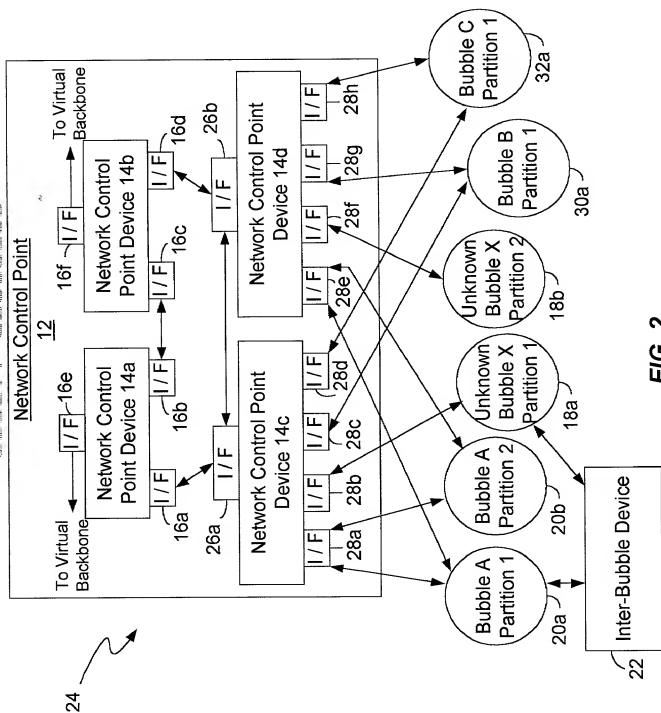 Network Control Point
12
To Virtual
Backbone
I / F
16e
I / F
16f
To Virtual
Backbone
Network Control
Point Device 14a
Network Control
Point Device 14b
I / F
16a
I / F
16b
I / F
16c
I / F
16d
24
26a
I / F
I / F
26b
Network Control Point
Device 14c
Network Control Point
Device 14d
I / F
28a
I / F
28b
I / F
28c
I / F
28d
I / F
28e
I / F
28f
I / F
28g
I / F
28h
Bubble A
Partition 1
20a
Bubble A
Partition 2
20b
Unknown
Bubble X
Partition 1
18a
Unknown
Bubble X
Partition 2
18b
Bubble B
Partition 1
30a
Bubble C
Partition 1
32a
Inter-Bubble Device
22
FIG. 2